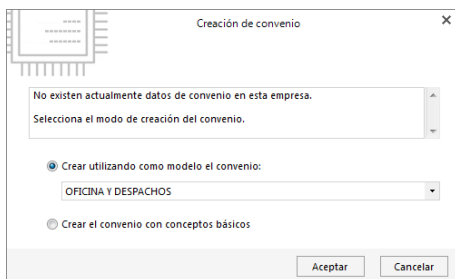 Creación de convenio
No existen actualmente datos de convenio en esta empresa.
Selecciona el modo de creación del convenio.
Crear utilizando como modelo el convenio:
OFICINA Y DESPACHOS
Crear el convenio con conceptos básicos
Aceptar
Cancelar